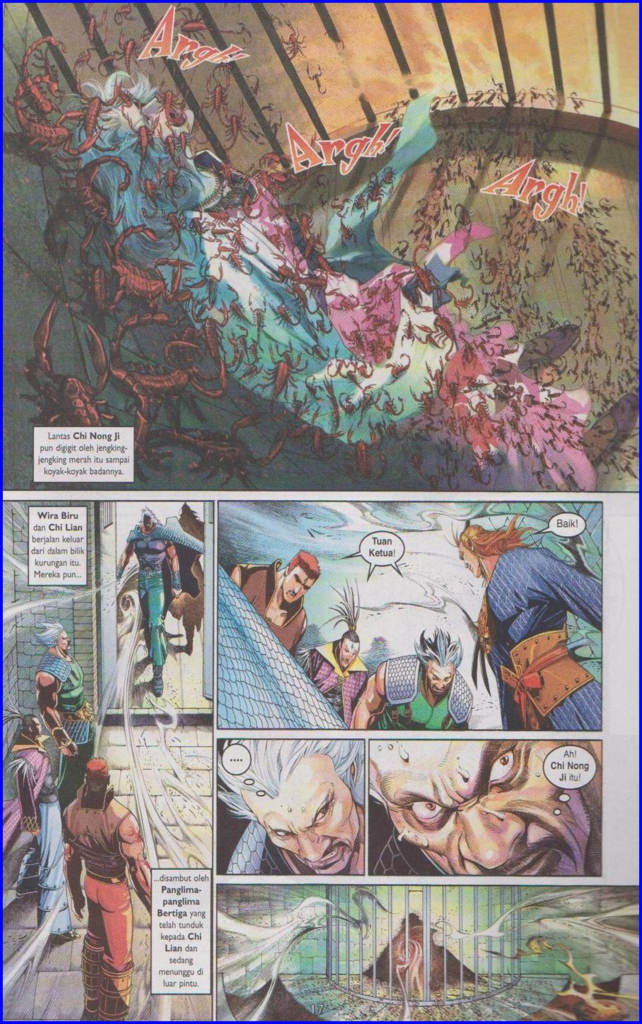 Argh!
Argh!
Argh!
Lantas Chi Nong Ji
pun digigit oleh jengking-
jengking merah itu sampai
koyak-koyak badannya.
Wira Biru
dan Chi Lian
berjalan keluar
dari dalam bilik
kurungan itu.
Mereka pun...
...disambut oleh
Panglima-
panglima
Bertiga yang
telah tunduk
kepada Chi
Lian dan
sedang
menunggu di
luar pintu.
Tuan
Ketua!
Baik!
....
Ah!
Chi Nong
Ji itu!
17